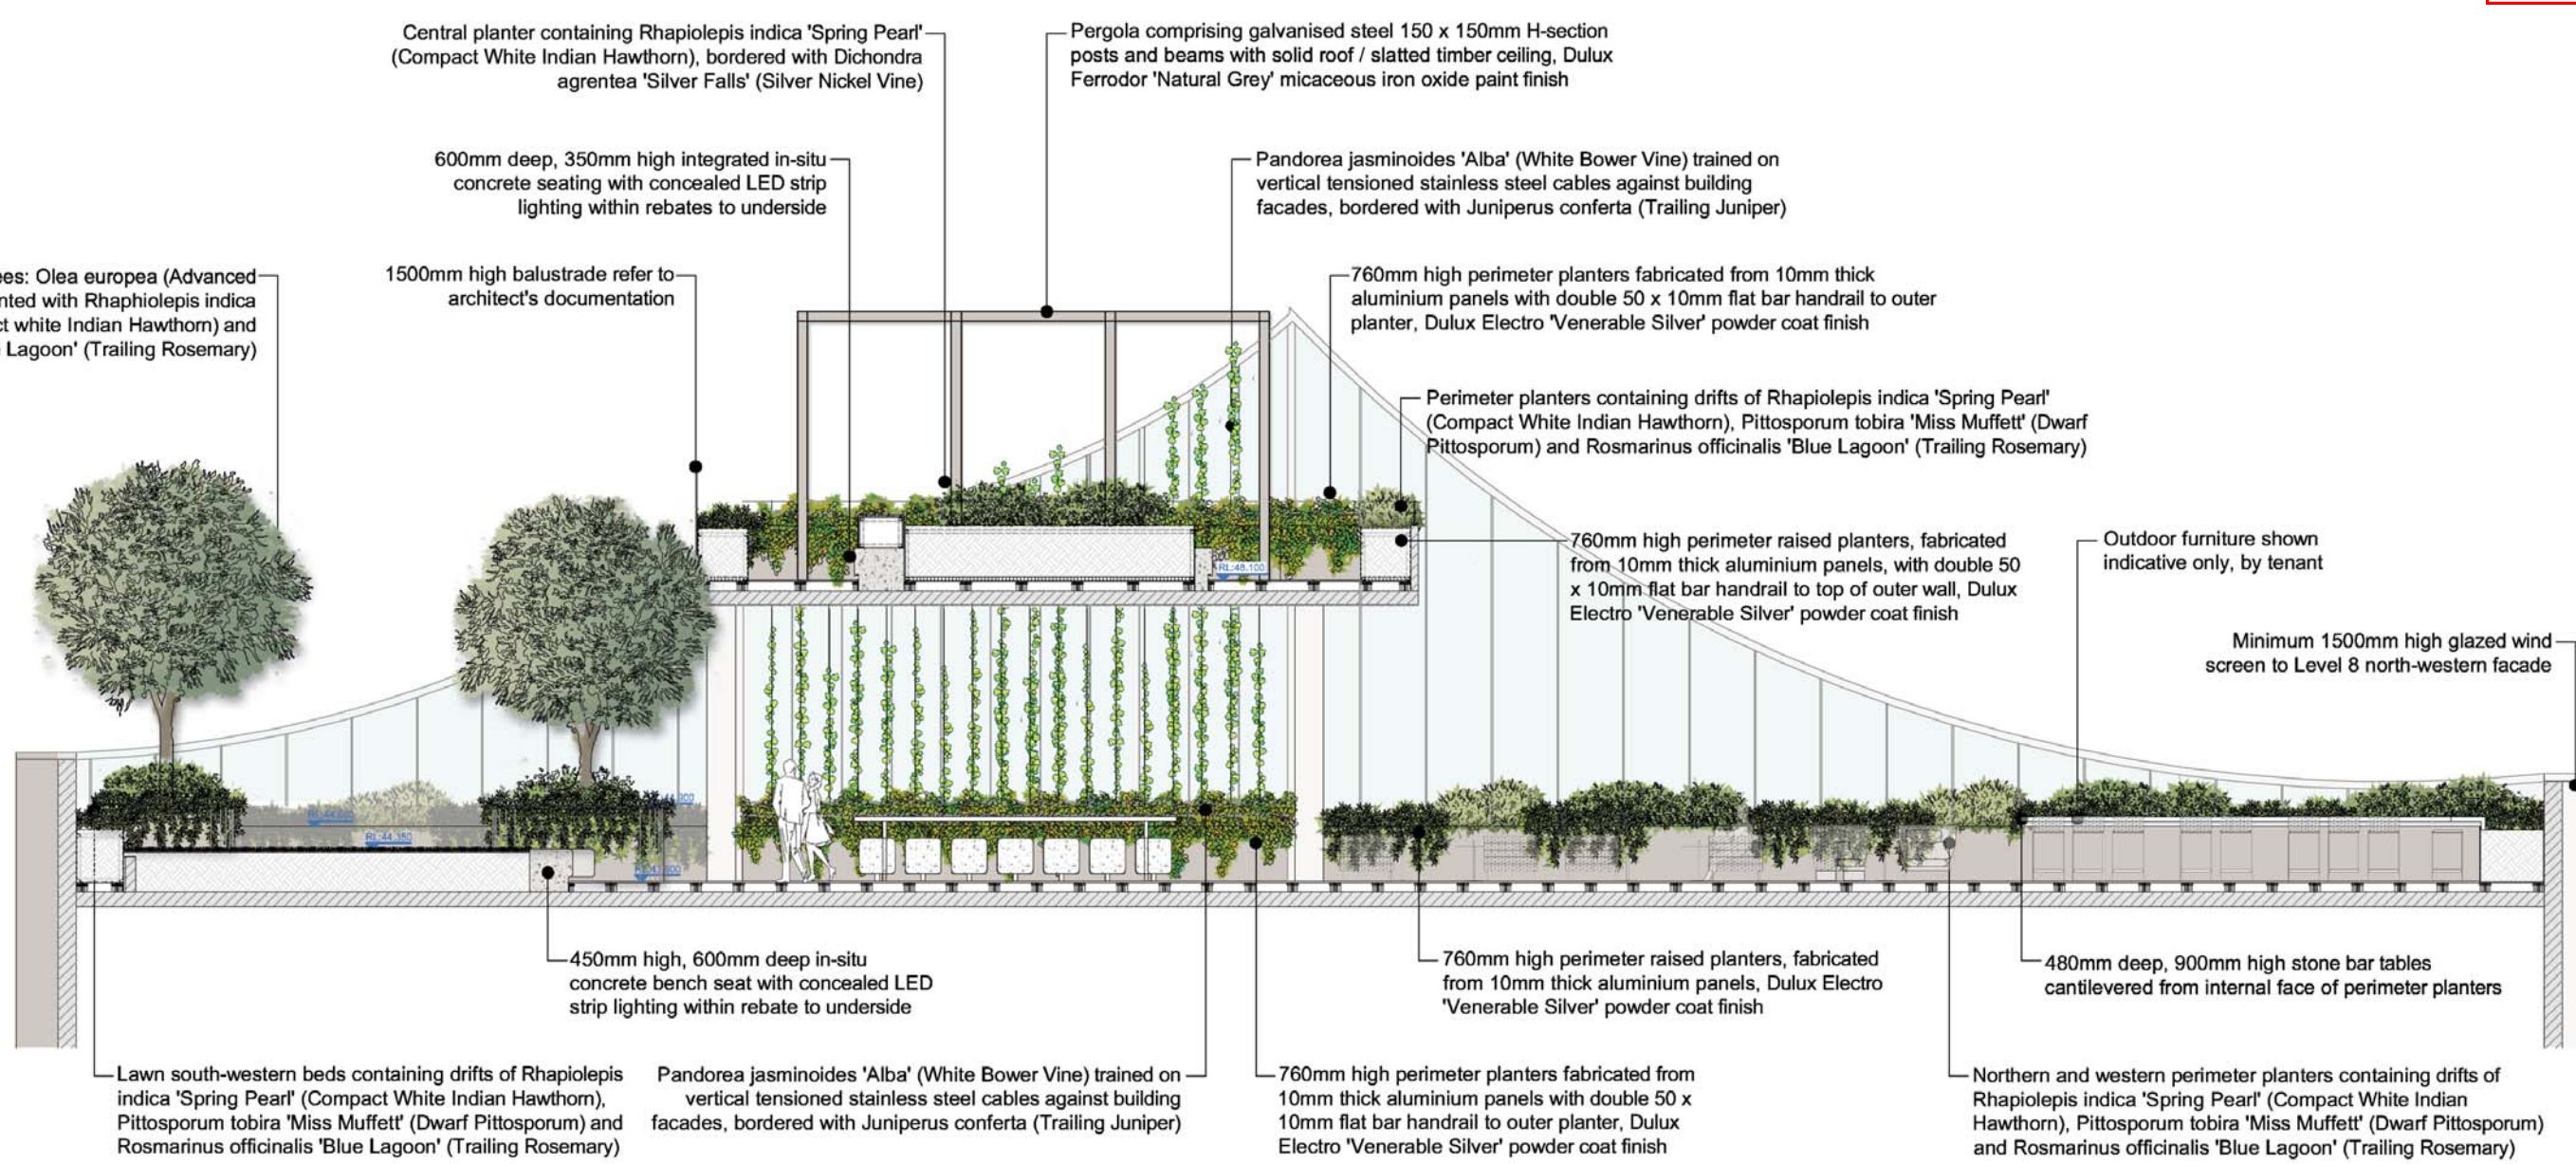 Central planter containing Rhapiolepis indica 'Spring Pearl'
(Compact White Indian Hawthorn), bordered with Dichondra
agrentea 'Silver Falls' (Silver Nickel Vine)
Pergola comprising galvanised steel 150 x 150mm H-section
posts and beams with solid roof / slatted timber ceiling, Dulux
Ferrodor 'Natural Grey' micaceous iron oxide paint finish
600mm deep, 350mm high integrated in-situ
concrete seating with concealed LED strip
lighting within rebates to underside
Pandorea jasminoides 'Alba' (White Bower Vine) trained on
vertical tensioned stainless steel cables against building
facades, bordered with Juniperus conferta (Trailing Juniper)
Olea europea (Advanced
with Rhaphiolepis indica
white Indian Hawthorn) and
Lagoon' (Trailing Rosemary)
1500mm high balustrade refer to
architect's documentation
760mm high perimeter planters fabricated from 10mm thick
aluminium panels with double 50 x 10mm flat bar handrail to outer
planter, Dulux Electro 'Venerable Silver' powder coat finish
Perimeter planters containing drifts of Rhapiolepis indica 'Spring Pearl'
(Compact White Indian Hawthorn), Pittosporum tobira 'Miss Muffett' (Dwarf
Pittosporum) and Rosmarinus officinalis 'Blue Lagoon' (Trailing Rosemary)
760mm high perimeter raised planters, fabricated
from 10mm thick aluminium panels, with double 50
x 10mm flat bar handrail to top of outer wall, Dulux
Electro 'Venerable Silver' powder coat finish
Outdoor furniture shown
indicative only, by tenant
Minimum 1500mm high glazed wind
screen to Level 8 north-western facade
RL:48.100
RL:44.350
450mm high, 600mm deep in-situ
concrete bench seat with concealed LED
strip lighting within rebate to underside
760mm high perimeter raised planters, fabricated
from 10mm thick aluminium panels, Dulux Electro
'Venerable Silver' powder coat finish
480mm deep, 900mm high stone bar tables
cantilevered from internal face of perimeter planters
Lawn south-western beds containing drifts of Rhapiolepis
indica 'Spring Pearl' (Compact White Indian Hawthorn),
Pittosporum tobira 'Miss Muffett' (Dwarf Pittosporum) and
Rosmarinus officinalis 'Blue Lagoon' (Trailing Rosemary)
Pandorea jasminoides 'Alba' (White Bower Vine) trained on
vertical tensioned stainless steel cables against building
facades, bordered with Juniperus conferta (Trailing Juniper)
760mm high perimeter planters fabricated from
10mm thick aluminium panels with double 50 x
10mm flat bar handrail to outer planter, Dulux
Electro 'Venerable Silver' powder coat finish
Northern and western perimeter planters containing drifts of
Rhapiolepis indica 'Spring Pearl' (Compact White Indian
Hawthorn), Pittosporum tobira 'Miss Muffett' (Dwarf Pittosporum)
and Rosmarinus officinalis 'Blue Lagoon' (Trailing Rosemary)